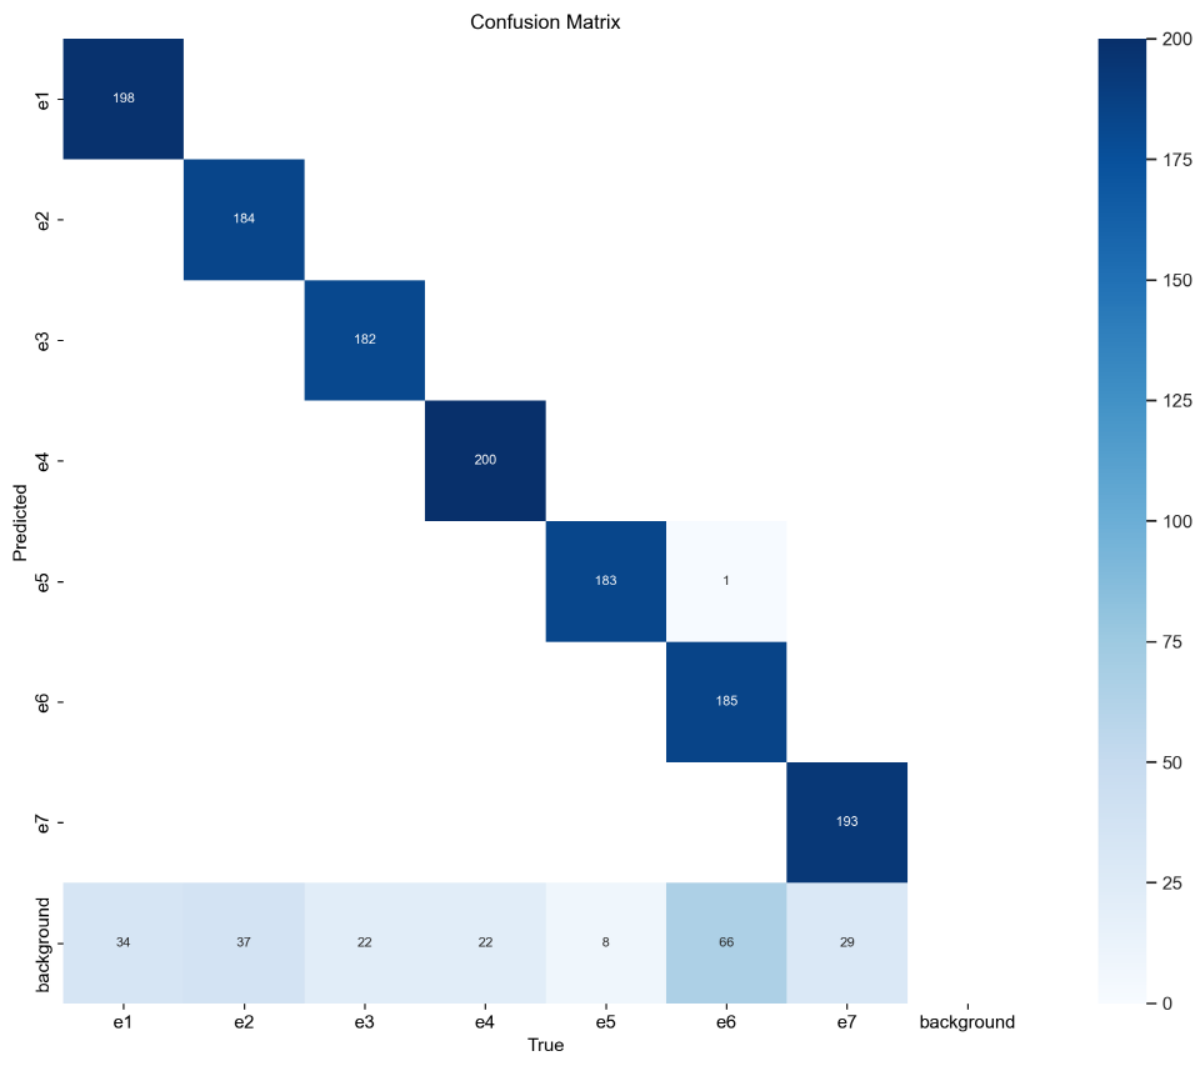 Confusion Matrix
e1
198
e2
184
e3
182
e4
200
e5
183 1
e6
185
e7
193
background
34 37 22 22 8 66 29
e1 e2 e3 e4 e5 e6 e7 background
True
Predicted
200
175
150
125
100
75
50
25
0